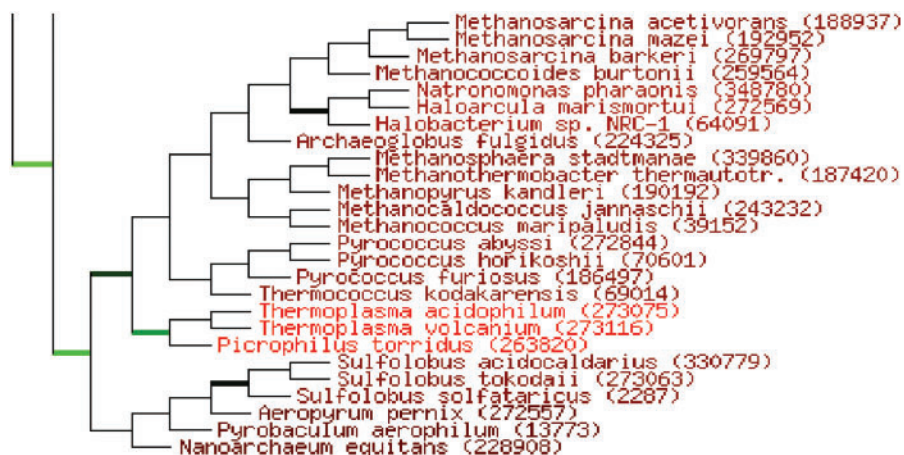 Methanosarcina acetivorans (188937)
Methanosarcina mazei (192952)
Methanosarcina barkeri (269797)
Methanococcoides burtonii (259564)
Natronomonas pharaonis (348780)
Haloarcula marismortui (272569)
Halobacterium sp. NRC-1 (64091)
Archaeoglobus fulgidus (224325)
Methanosphaera stadtmanae (339860)
Methanothermobacter thermautotr. (187420)
Methanopyrus kandleri (190192)
Methanocaldococcus jannaschii (243232)
Methanococcus maripaludis (39152)
Pyrococcus abyssi (272844)
Pyrococcus horikoshii (70601)
Pyrococcus furiosus (186497)
Thermococcus kodakarensis (69014)
Thermoplasma acidophilum (273075)
Thermoplasma volcanium (273116)
Picrophilus torridus (263820)
Sulfolobus acidocaldarius (330779)
Sulfolobus tokodaii (273063)
Sulfolobus solfataricus (2287)
Aeropyrum pernix (272557)
Pyrobaculum aerophilum (13773)
Nanoarchaeum equitans (228908)